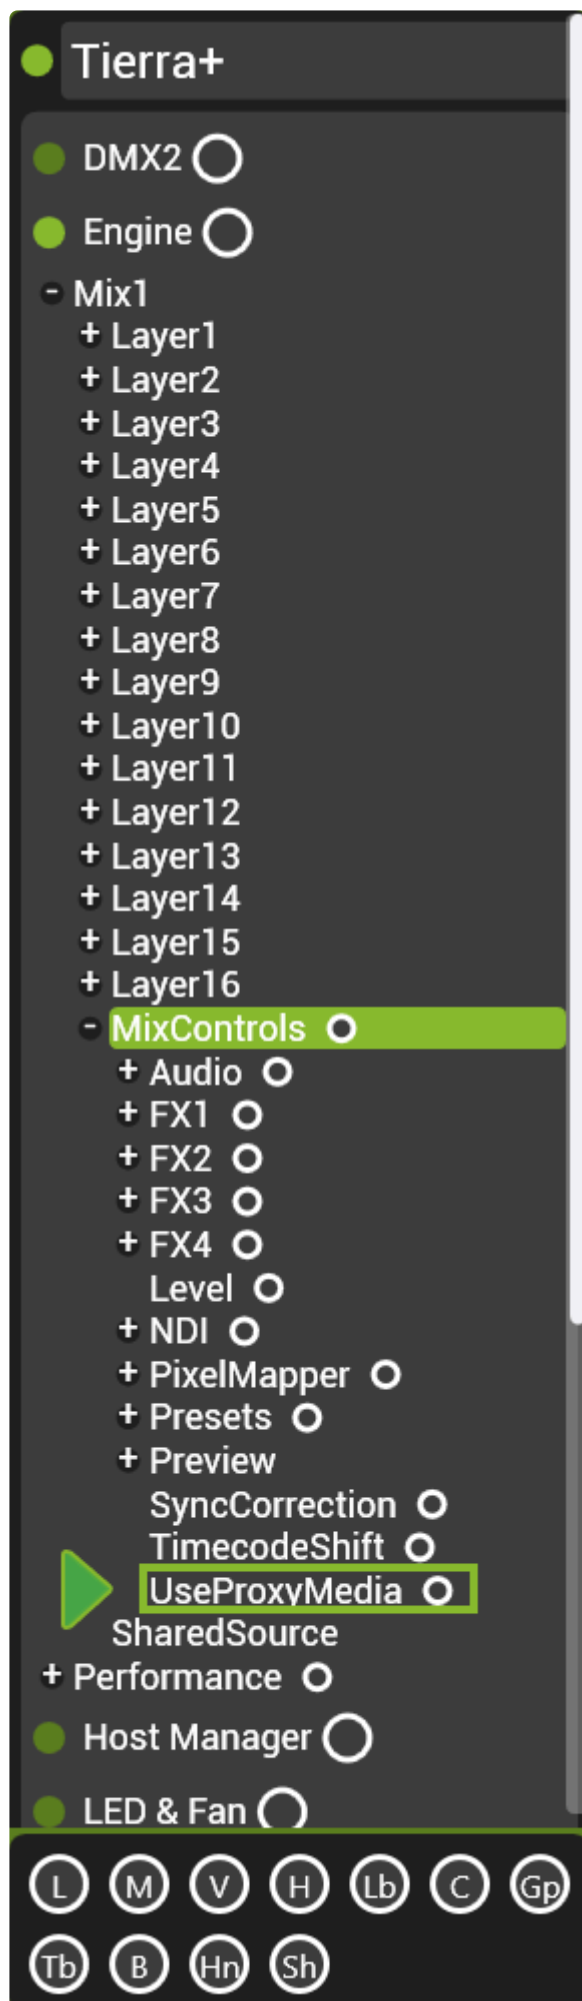 Tierra+
DMX2
Engine
- Mix1
+ Layer1
+ Layer2
+ Layer3
+ Layer4
+ Layer5
+ Layer6
+ Layer7
+ Layer8
+ Layer9
+ Layer10
+ Layer11
+ Layer12
+ Layer13
+ Layer14
+ Layer15
+ Layer16
- MixControls
+ Audio
+ FX1
+ FX2
+ FX3
+ FX4
Level
+ NDI
+ PixelMapper
+ Presets
+ Preview
SyncCorrection
TimecodeShift
UseProxyMedia
SharedSource
+ Performance
Host Manager
LED & Fan
L M V H Lb C Gp
Tb B Hn Sh